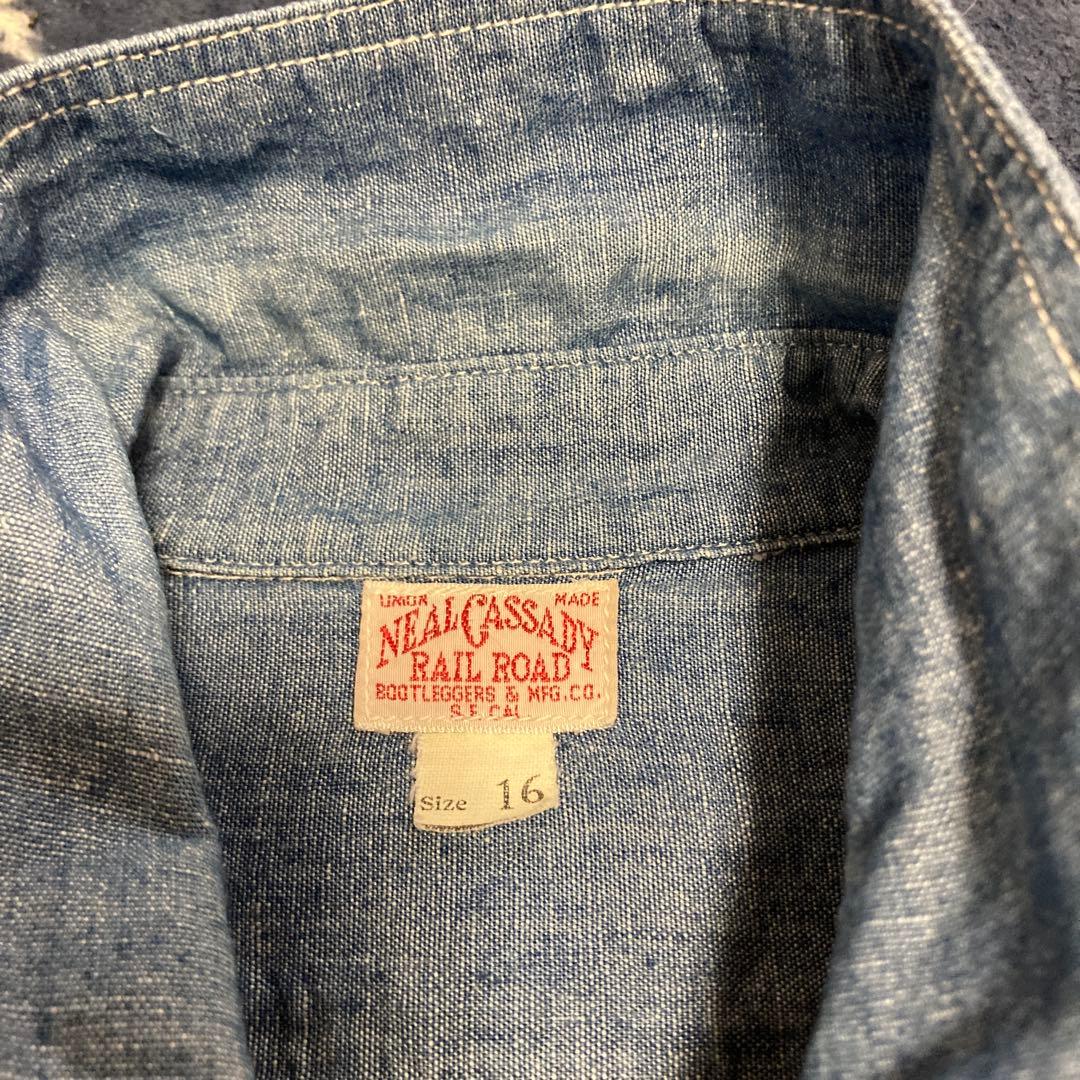 UNION MADE
NEAL CASSADY
RAIL ROAD
BOOTLEGGERS & MFG.CO.
S.F. CAL
Size 16